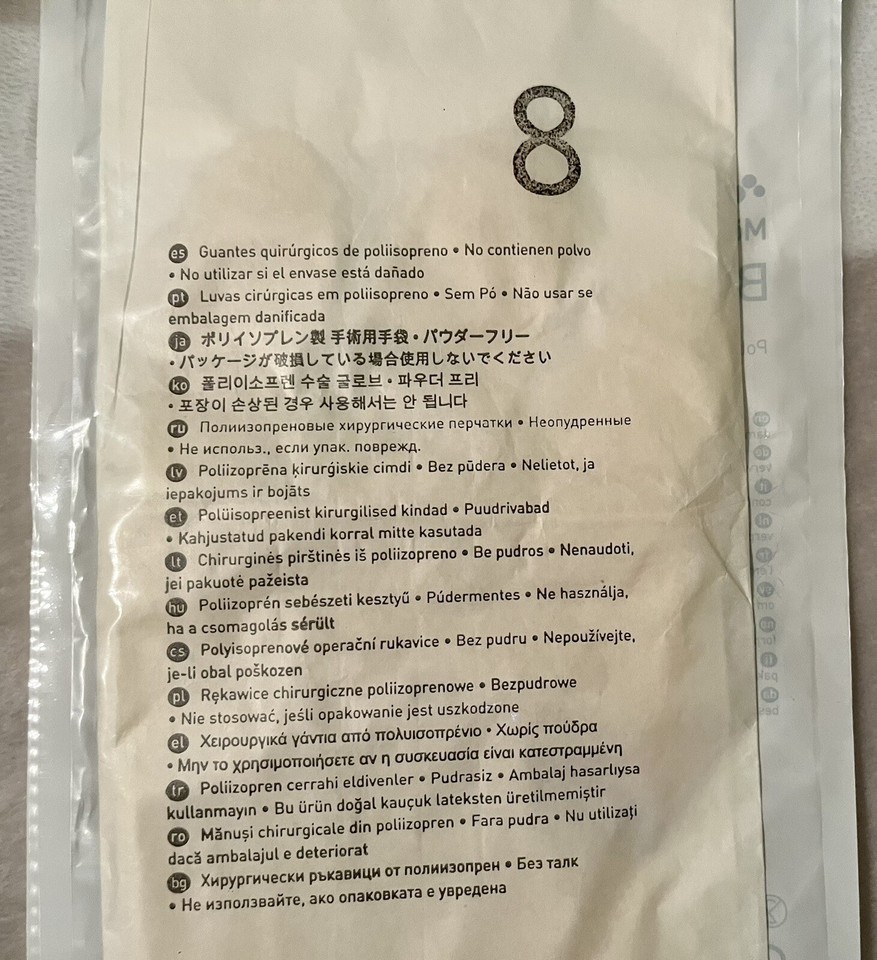 8
es Guantes quirúrgicos de poliisopreno • No contienen polvo
• No utilizar si el envase está dañado
pt Luvas cirúrgicas em poliisopreno • Sem Pó • Não usar se
embalagem danificada
ja ポリイソプレン製 手術用手袋 • パウダーフリー
• パッケージが破損している場合使用しないでください
ko 폴리이소프렌 수술 글로브 • 파우더 프리
• 포장이 손상된 경우 사용해서는 안 됩니다
ru Полиизопреновые хирургические перчатки • Неопудренные
• Не использ., если упак. поврежд.
lv Poliizoprēna ķirurģiskie cimdi • Bez pūdera • Nelietot, ja
iepakojums ir bojāts
et Polüisopreenist kirurgilised kindad • Puudrivabad
• Kahjustatud pakendi korral mitte kasutada
lt Chirurginės pirštinės iš poliizopreno • Be pudros • Nenaudoti,
jei pakuotė pažeista
hu Poliizoprén sebészeti kesztyű • Púdermentes • Ne használja,
ha a csomagolás sérült
cs Polyisoprenové operační rukavice • Bez pudru • Nepoužívejte,
je-li obal poškozen
pl Rękawice chirurgiczne poliizoprenowe • Bezpudrowe
• Nie stosować, jeśli opakowanie jest uszkodzone
el Χειρουργικά γάντια από πολυισοπρένιο • Χωρίς πούδρα
• Μην το χρησιμοποιήσετε αν η συσκευασία είναι κατεστραμμένη
tr Poliizopren cerrahi eldivenler • Pudrasiz • Ambalaj hasarlıysa
kullanmayın • Bu ürün doğal kauçuk lateksten üretilmemiştir
ro Mănuși chirurgicale din poliizopren • Fara pudra • Nu utilizați
dacă ambalajul e deteriorat
bg Хирургически ръкавици от полиизопрен • Без талк
• Не използвайте, ако опаковката е увредена